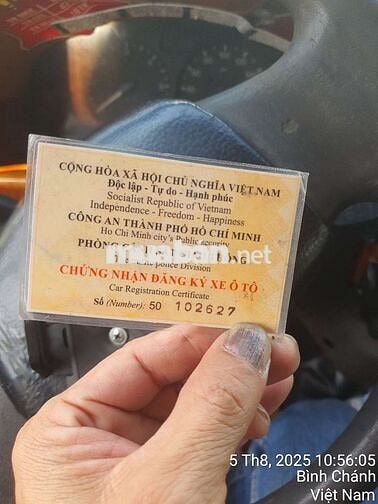 CỘNG HÒA XÃ HỘI CHỦ NGHĨA VIỆT NAM
Độc lập - Tự do - Hạnh phúc
Socialist Republic of Vietnam
Independence - Freedom - Happiness
CÔNG AN THÀNH PHỐ HỒ CHÍ MINH
Ho Chi Minh city's Public security
PHÒNG
muaban.net
police Division
CHỨNG NHẬN ĐĂNG KÝ XE Ô TÔ
Car Registration Certificate
Số (Number): 50 102627
5 Th8, 2025 10:56:05
Bình Chánh
Việt Nam